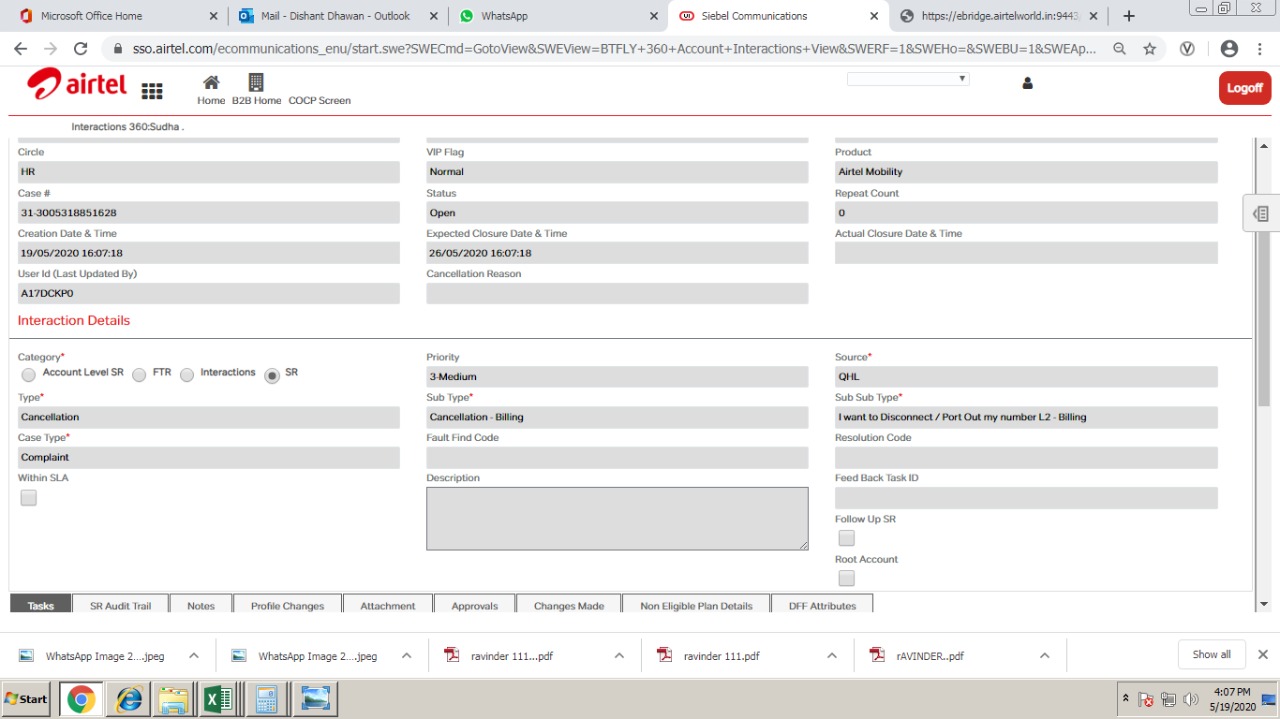 Microsoft Office Home
Mail - Dishant Dhawan - Outlook
WhatsApp
Siebel Communications
https://ebridge.airtelworld.in:9443
sso.airtel.com/ecommunications_enu/start.swe?SWECmd=GotoView&SWEView=BTFLY+360+Account+Interactions+View&SWERF=1&SWEHo=&SWEBU=1&SWEAp...
airtel
Home B2B Home COCP Screen
Logoff
Interactions 360:Sudha .
Circle VIP Flag Product
HR Normal Airtel Mobility
Case # Status Repeat Count
31-3005318851628 Open 0
Creation Date & Time Expected Closure Date & Time Actual Closure Date & Time
19/05/2020 16:07:18 26/05/2020 16:07:18
User Id (Last Updated By) Cancellation Reason
A17DCKP0
Interaction Details
Category* Priority Source*
Account Level SR FTR Interactions SR 3-Medium QHL
Type* Sub Type* Sub Sub Type*
Cancellation Cancellation - Billing I want to Disconnect / Port Out my number L2 - Billing
Case Type* Fault Find Code Resolution Code
Complaint
Within SLA Description Feed Back Task ID
Follow Up SR
Root Account
Tasks SR Audit Trail Notes Profile Changes Attachment Approvals Changes Made Non Eligible Plan Details DFF Attributes
WhatsApp Image 2....jpeg WhatsApp Image 2....jpeg ravinder 111....pdf ravinder 111.pdf rAVINDER...pdf Show all
Start
4:07 PM
5/19/2020